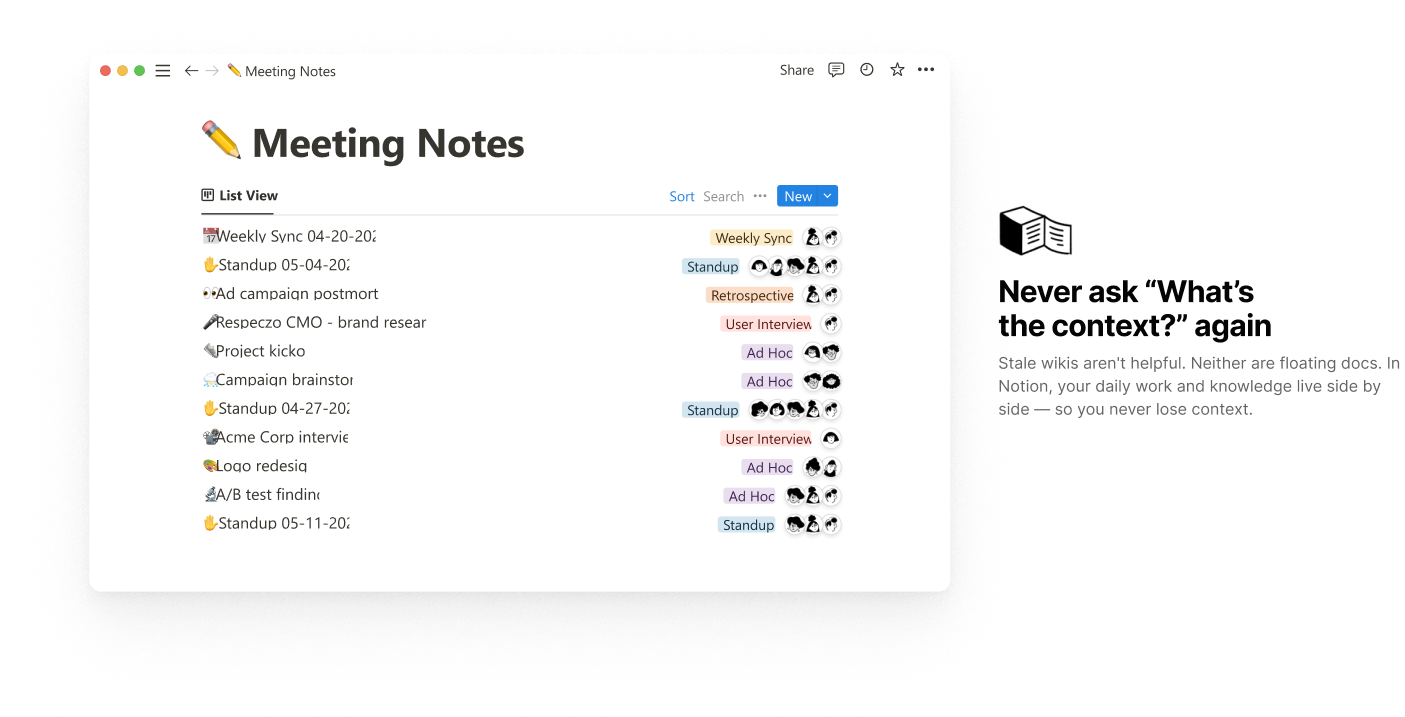 Meeting Notes
Share
Meeting Notes
List View
Sort Search
New
Weekly Sync 04-20-202
Weekly Sync
Standup 05-04-202
Standup
Ad campaign postmort
Retrospective
Respeczo CMO - brand resear
User Interview
Project kicko
Ad Hoc
Campaign brainstor
Ad Hoc
Standup 04-27-202
Standup
Acme Corp intervie
User Interview
Logo redesig
Ad Hoc
A/B test findin
Ad Hoc
Standup 05-11-202
Standup
Never ask “What’s
the context?” again
Stale wikis aren't helpful. Neither are floating docs. In
Notion, your daily work and knowledge live side by
side — so you never lose context.